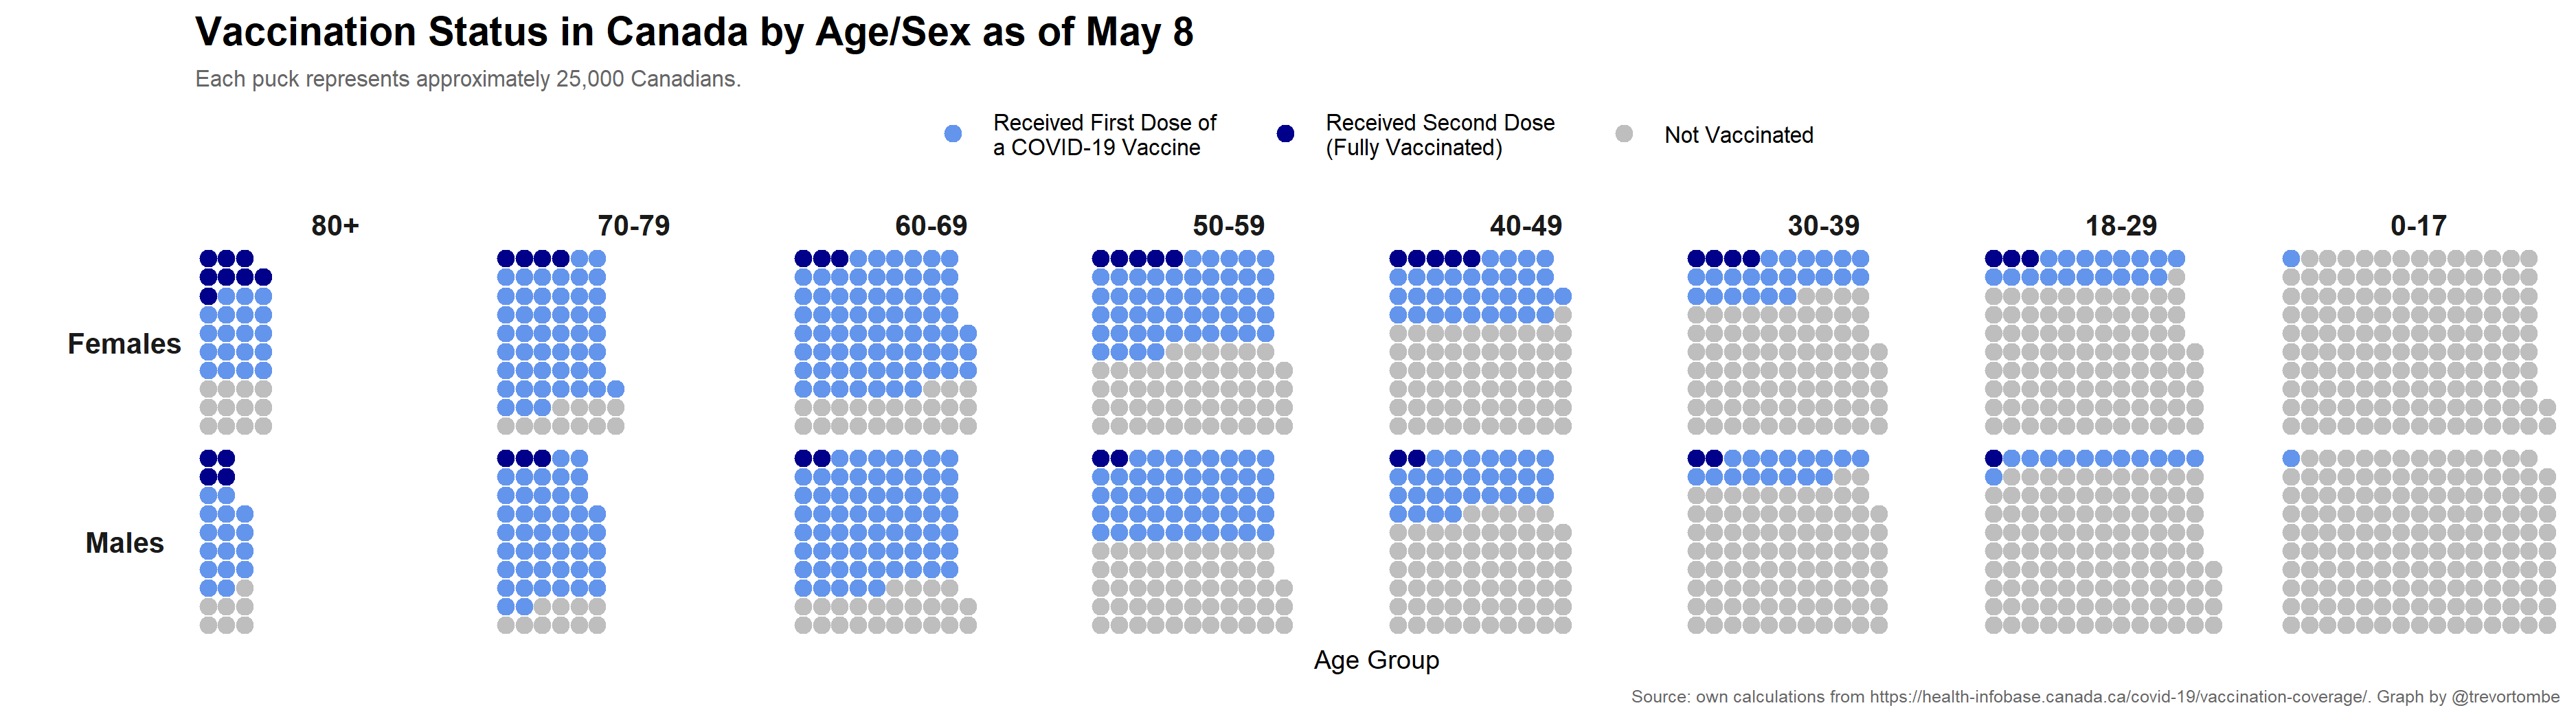 Vaccination Status in Canada by Age/Sex as of May 8
Each puck represents approximately 25,000 Canadians.
Received First Dose of
a COVID-19 Vaccine
Received Second Dose
(Fully Vaccinated)
Not Vaccinated
80+
70-79
60-69
50-59
40-49
30-39
18-29
0-17
Females
Males
Age Group
Source: own calculations from https://health-infobase.canada.ca/covid-19/vaccination-coverage/. Graph by @trevortombe